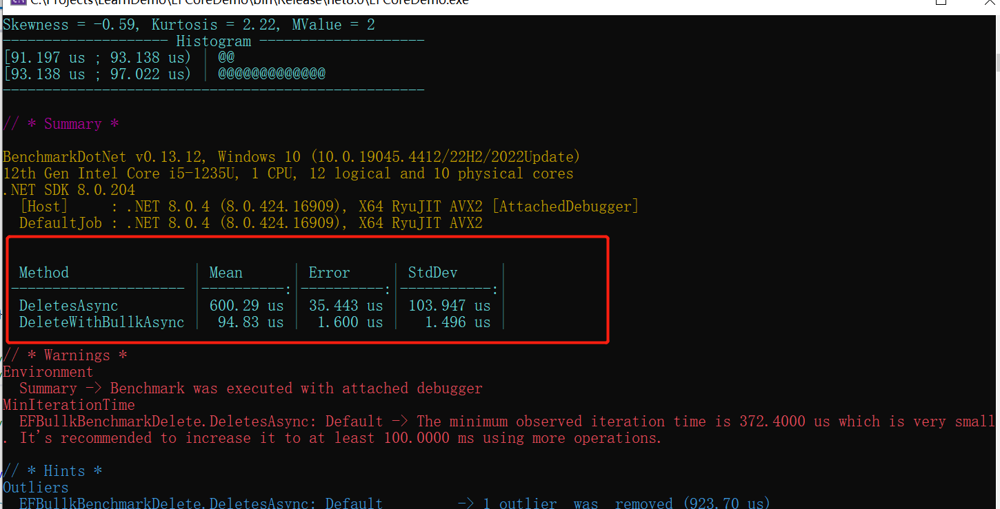 C:\Projects\LearnDemo\EFCoreDemo\bin\Release\net8.0\EFCoreDemo.exe
Skewness = -0.59, Kurtosis = 2.22, MValue = 2
-------------------- Histogram --------------------
[91.197 us ; 93.138 us) | @@
[93.138 us ; 97.022 us) | @@@@@@@@@@@@@
---------------------------------------------------
// * Summary *
BenchmarkDotNet v0.13.12, Windows 10 (10.0.19045.4412/22H2/2022Update)
12th Gen Intel Core i5-1235U, 1 CPU, 12 logical and 10 physical cores
.NET SDK 8.0.204
[Host]     : .NET 8.0.4 (8.0.424.16909), X64 RyuJIT AVX2 [AttachedDebugger]
DefaultJob : .NET 8.0.4 (8.0.424.16909), X64 RyuJIT AVX2
Method | Mean | Error | StdDev |
--------------------- |----------:|----------:|-----------:|
DeletesAsync | 600.29 us | 35.443 us | 103.947 us |
DeleteWithBullkAsync | 94.83 us | 1.600 us | 1.496 us |
// * Warnings *
Environment
Summary -> Benchmark was executed with attached debugger
MinIterationTime
EFBullkBenchmarkDelete.DeletesAsync: Default -> The minimum observed iteration time is 372.4000 us which is very small
. It's recommended to increase it to at least 100.0000 ms using more operations.
// * Hints *
Outliers
EFBullkBenchmarkDelete.DeletesAsync: Default         -> 1 outlier  was  removed (923.70 us)